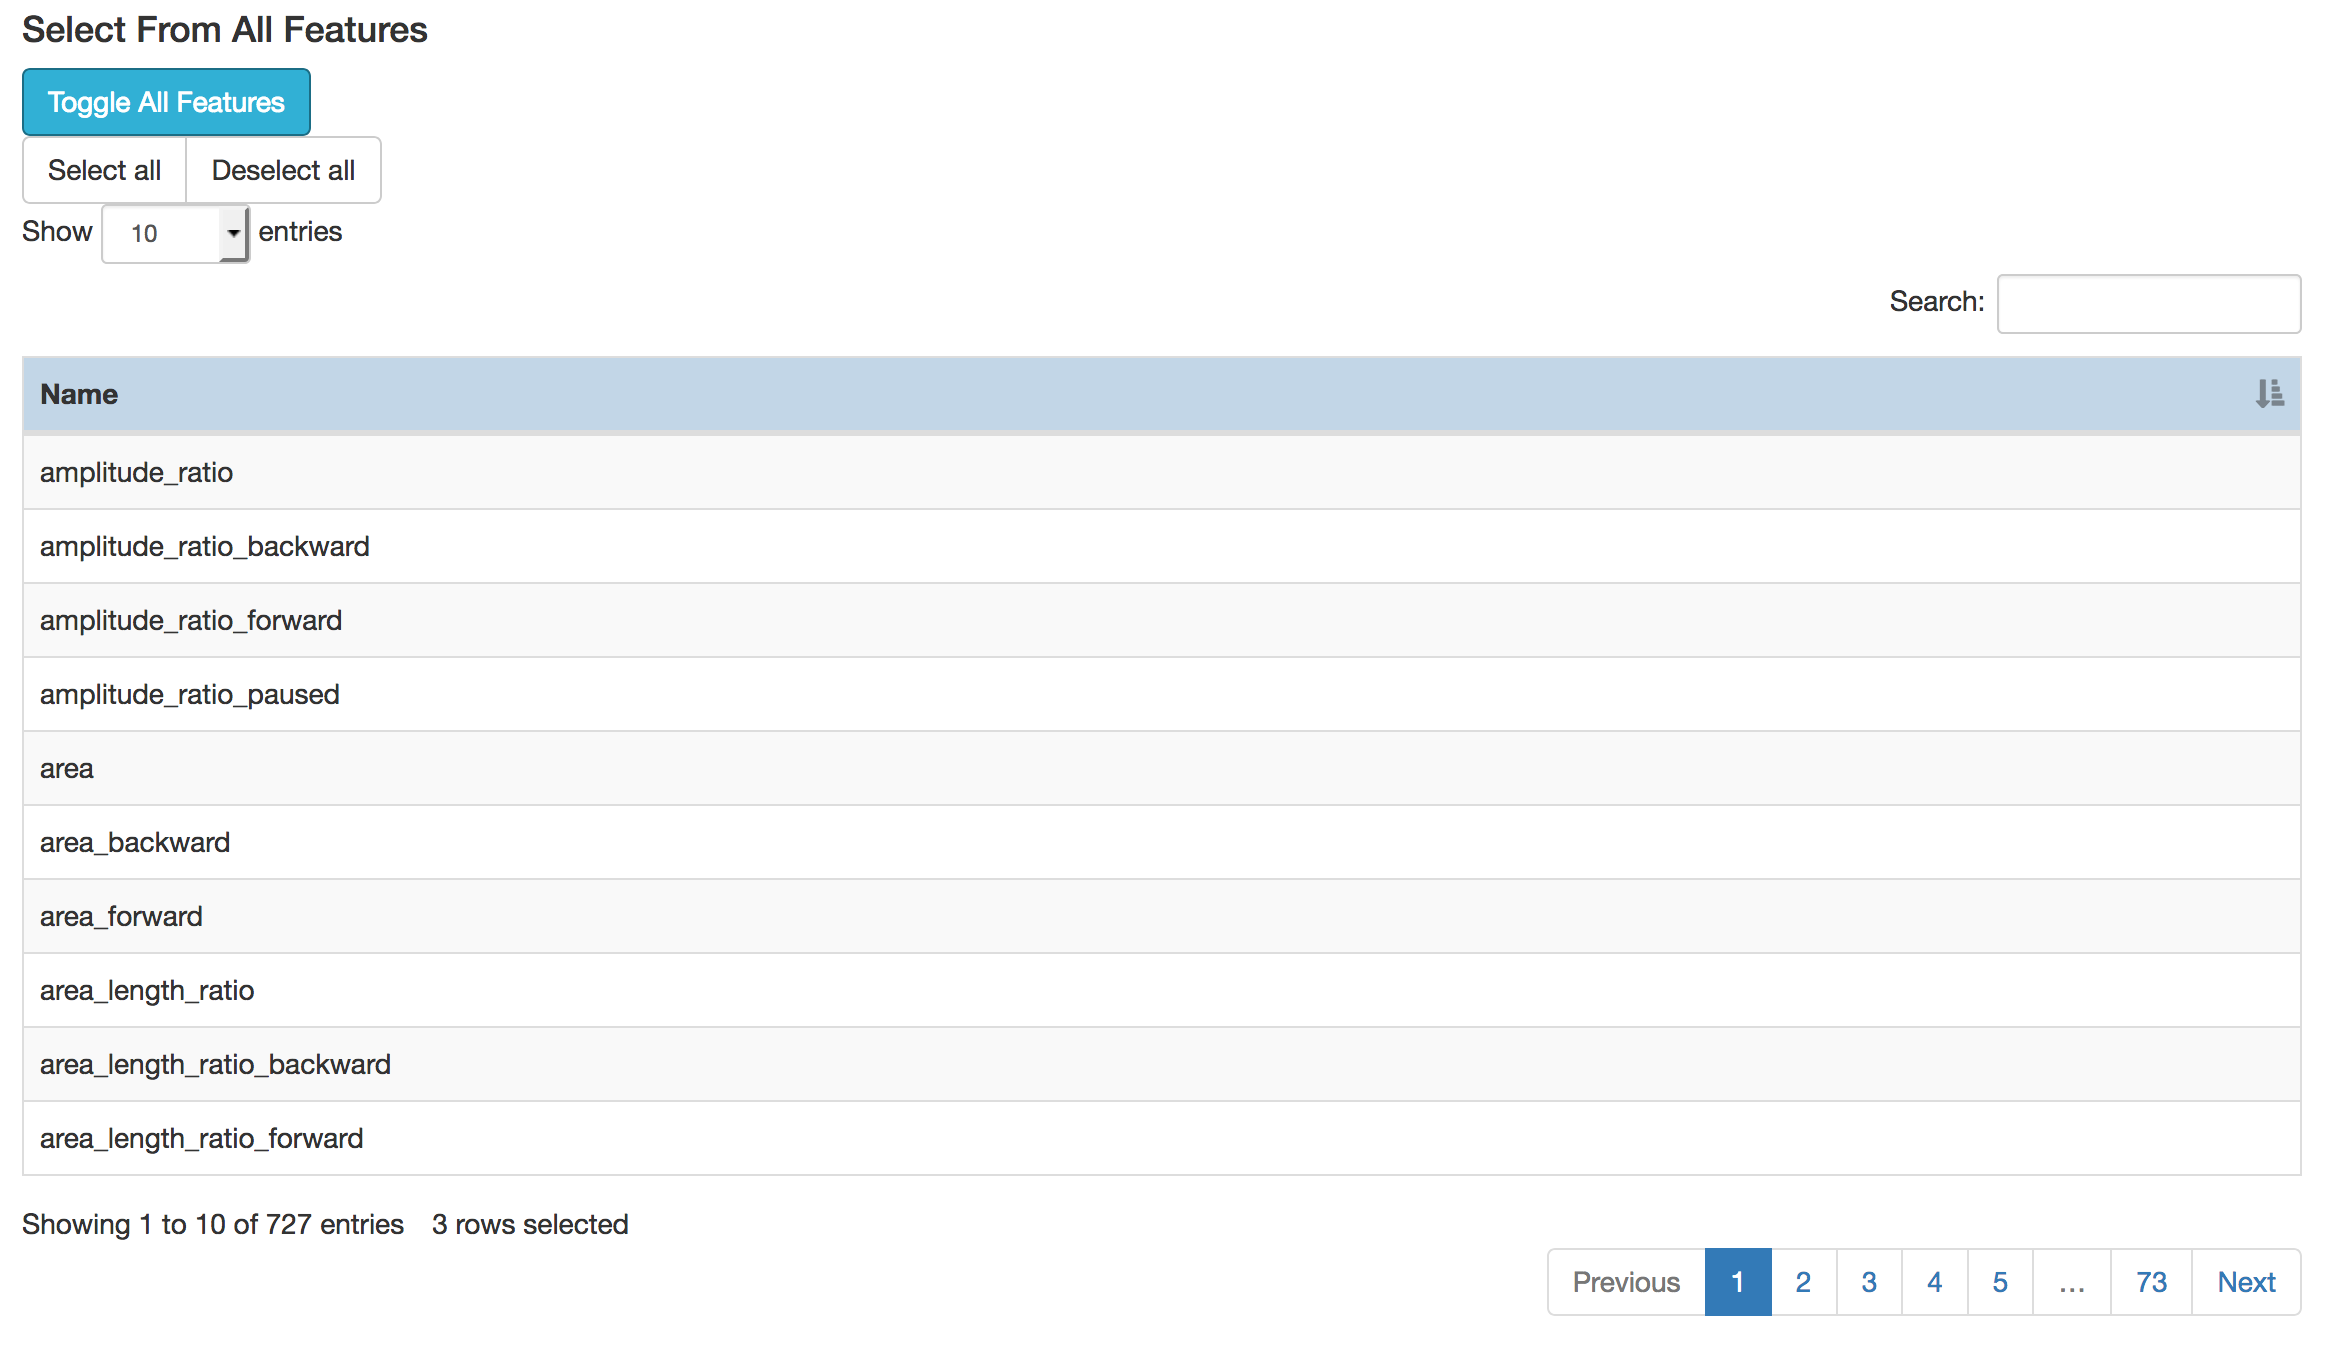 Select From All Features
Toggle All Features
Select all Deselect all
Show 10 entries
Search:
Name
amplitude_ratio
amplitude_ratio_backward
amplitude_ratio_forward
amplitude_ratio_paused
area
area_backward
area_forward
area_length_ratio
area_length_ratio_backward
area_length_ratio_forward
Showing 1 to 10 of 727 entries 3 rows selected
Previous 1 2 3 4 5 … 73 Next